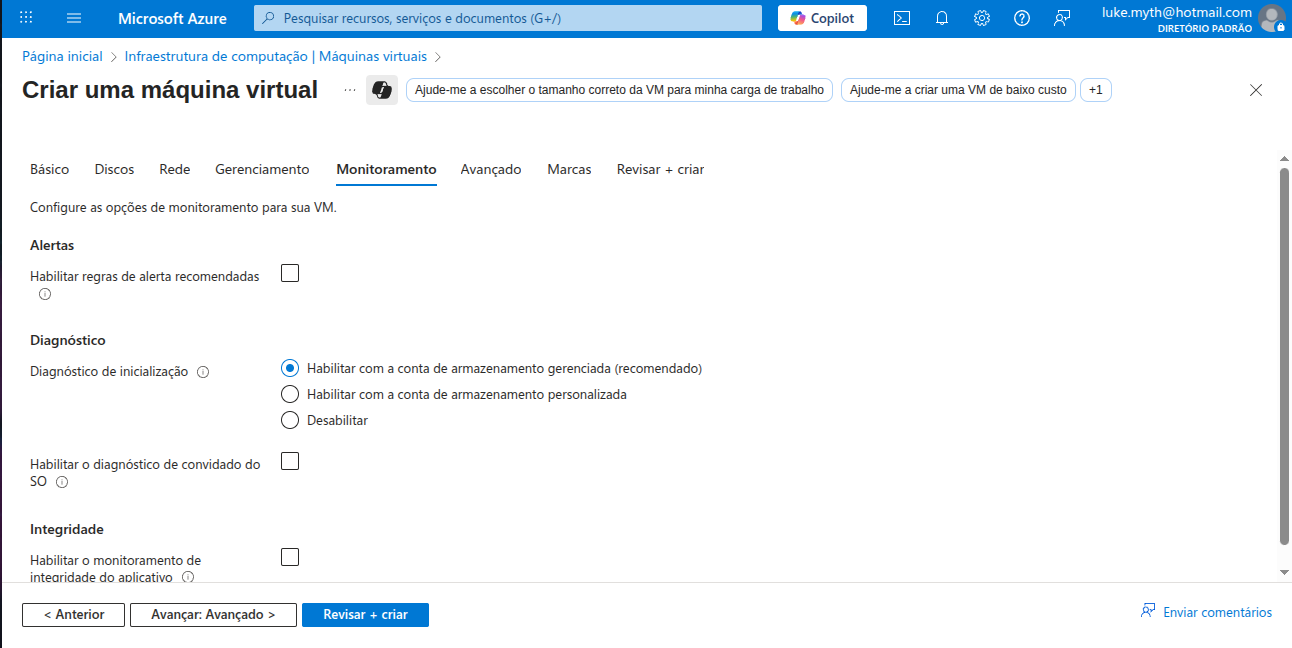 Microsoft Azure
Pesquisar recursos, serviços e documentos (G+/)
Copilot
luke.myth@hotmail.com
DIRETÓRIO PADRÃO
Página inicial > Infraestrutura de computação | Máquinas virtuais >
Criar uma máquina virtual
...
Ajude-me a escolher o tamanho correto da VM para minha carga de trabalho
Ajude-me a criar uma VM de baixo custo
+1
Básico
Discos
Rede
Gerenciamento
Monitoramento
Avançado
Marcas
Revisar + criar
Configure as opções de monitoramento para sua VM.
Alertas
Habilitar regras de alerta recomendadas
Diagnóstico
Diagnóstico de inicialização
Habilitar com a conta de armazenamento gerenciada (recomendado)
Habilitar com a conta de armazenamento personalizada
Desabilitar
Habilitar o diagnóstico de convidado do
SO
Integridade
Habilitar o monitoramento de
integridade do aplicativo
< Anterior
Avançar: Avançado >
Revisar + criar
Enviar comentários